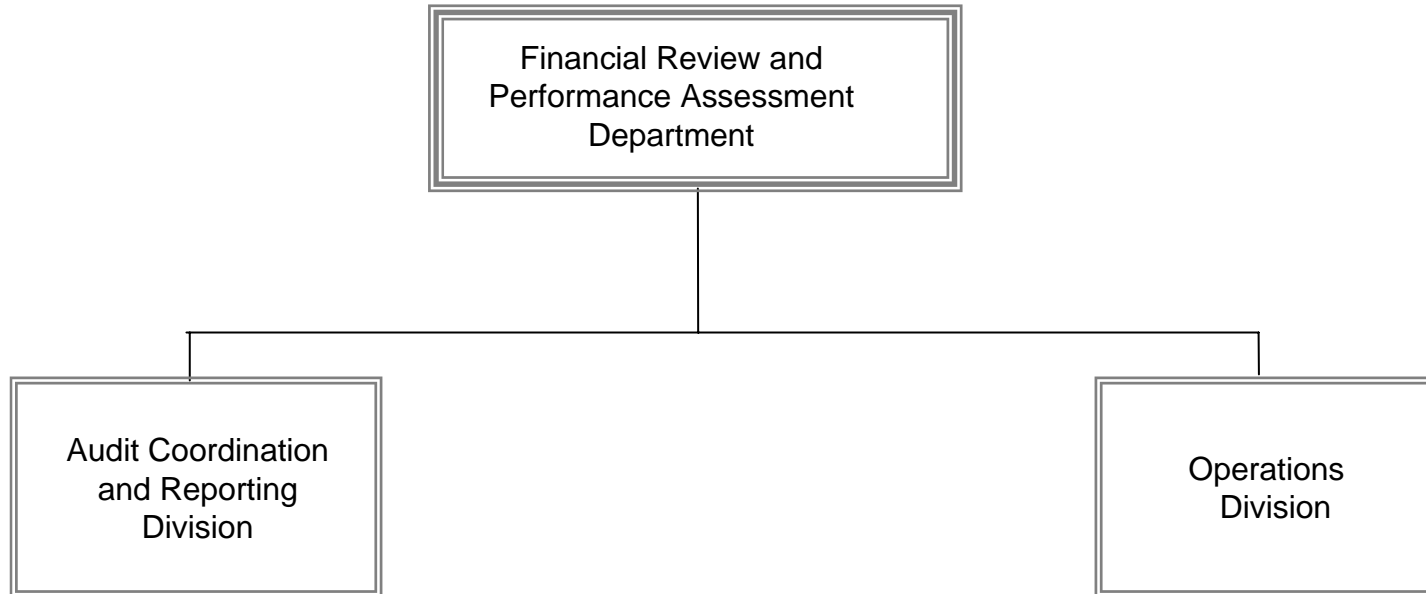 Financial Review and
Performance Assessment
Department
Audit Coordination
and Reporting
Division
Operations
Division